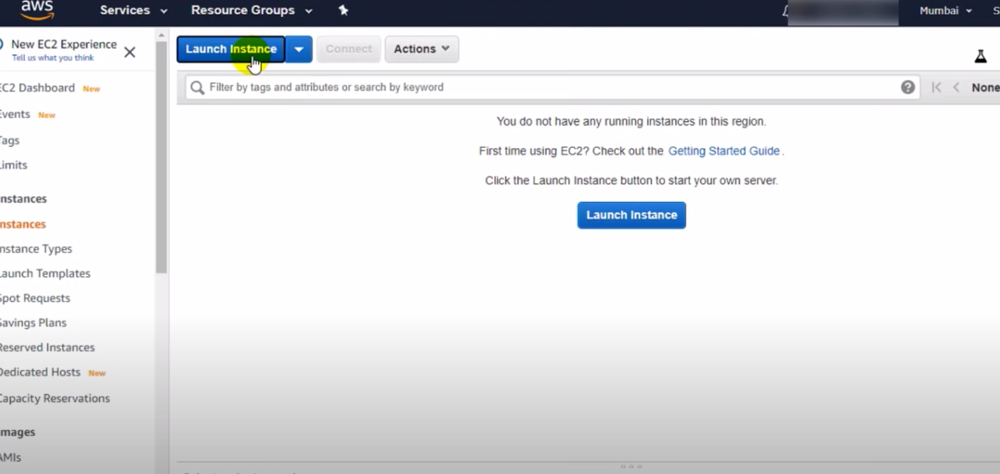 aws Services Resource Groups Mumbai S
New EC2 Experience
Tell us what you think
Launch Instance Connect Actions
EC2 Dashboard New
Filter by tags and attributes or search by keyword
None
Events New
Tags
Limits
You do not have any running instances in this region.
First time using EC2? Check out the Getting Started Guide.
Click the Launch Instance button to start your own server.
Launch Instance
nstances
nstances
nstance Types
Launch Templates
Spot Requests
Savings Plans
Reserved Instances
Dedicated Hosts New
Capacity Reservations
mages
AMIs